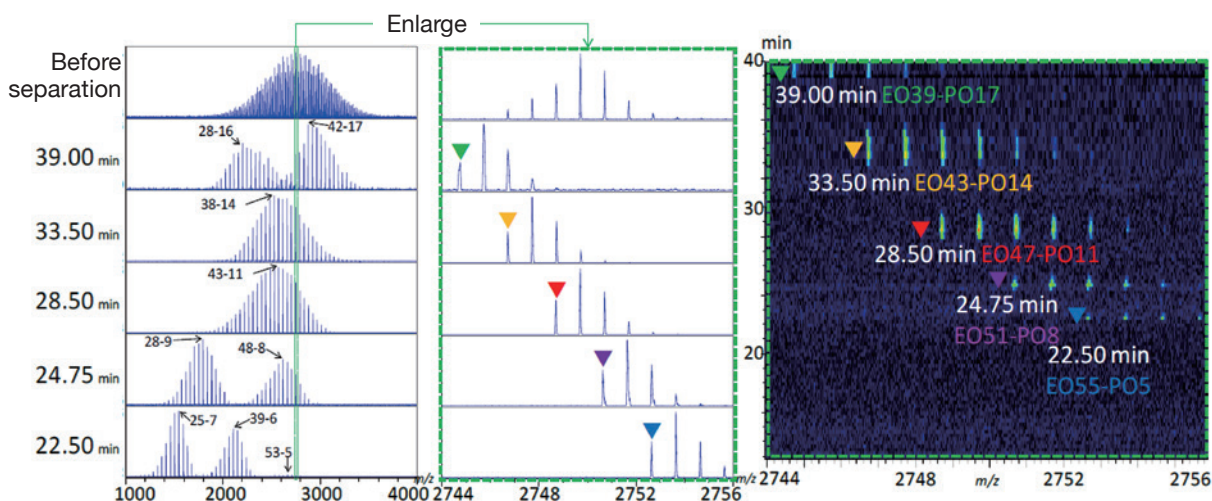 Enlarge
Before
separation
39.00 min
33.50 min
28.50 min
24.75 min
22.50 min
28-16
42-17
38-14
43-11
28-9
48-8
25-7
39-6
53-5
1000 2000 3000 4000 m/z
2744 2748 2752 2756 m/z
min
40
30
20
39.00 min EO39-PO17
33.50 min EO43-PO14
28.50 min EO47-PO11
24.75 min
EO51-PO8
22.50 min
EO55-PO5
2744 2748 m/z 2752 2756